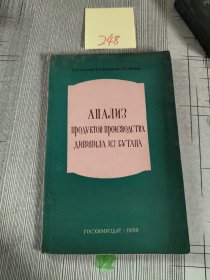 248
АНАЛИЗ
ПРОДУКТОВ ПРОИЗВОДСТВА
ДИВИНИЛА ИЗ БУТАНА
ГОСХИМИЗДАТ - 1959